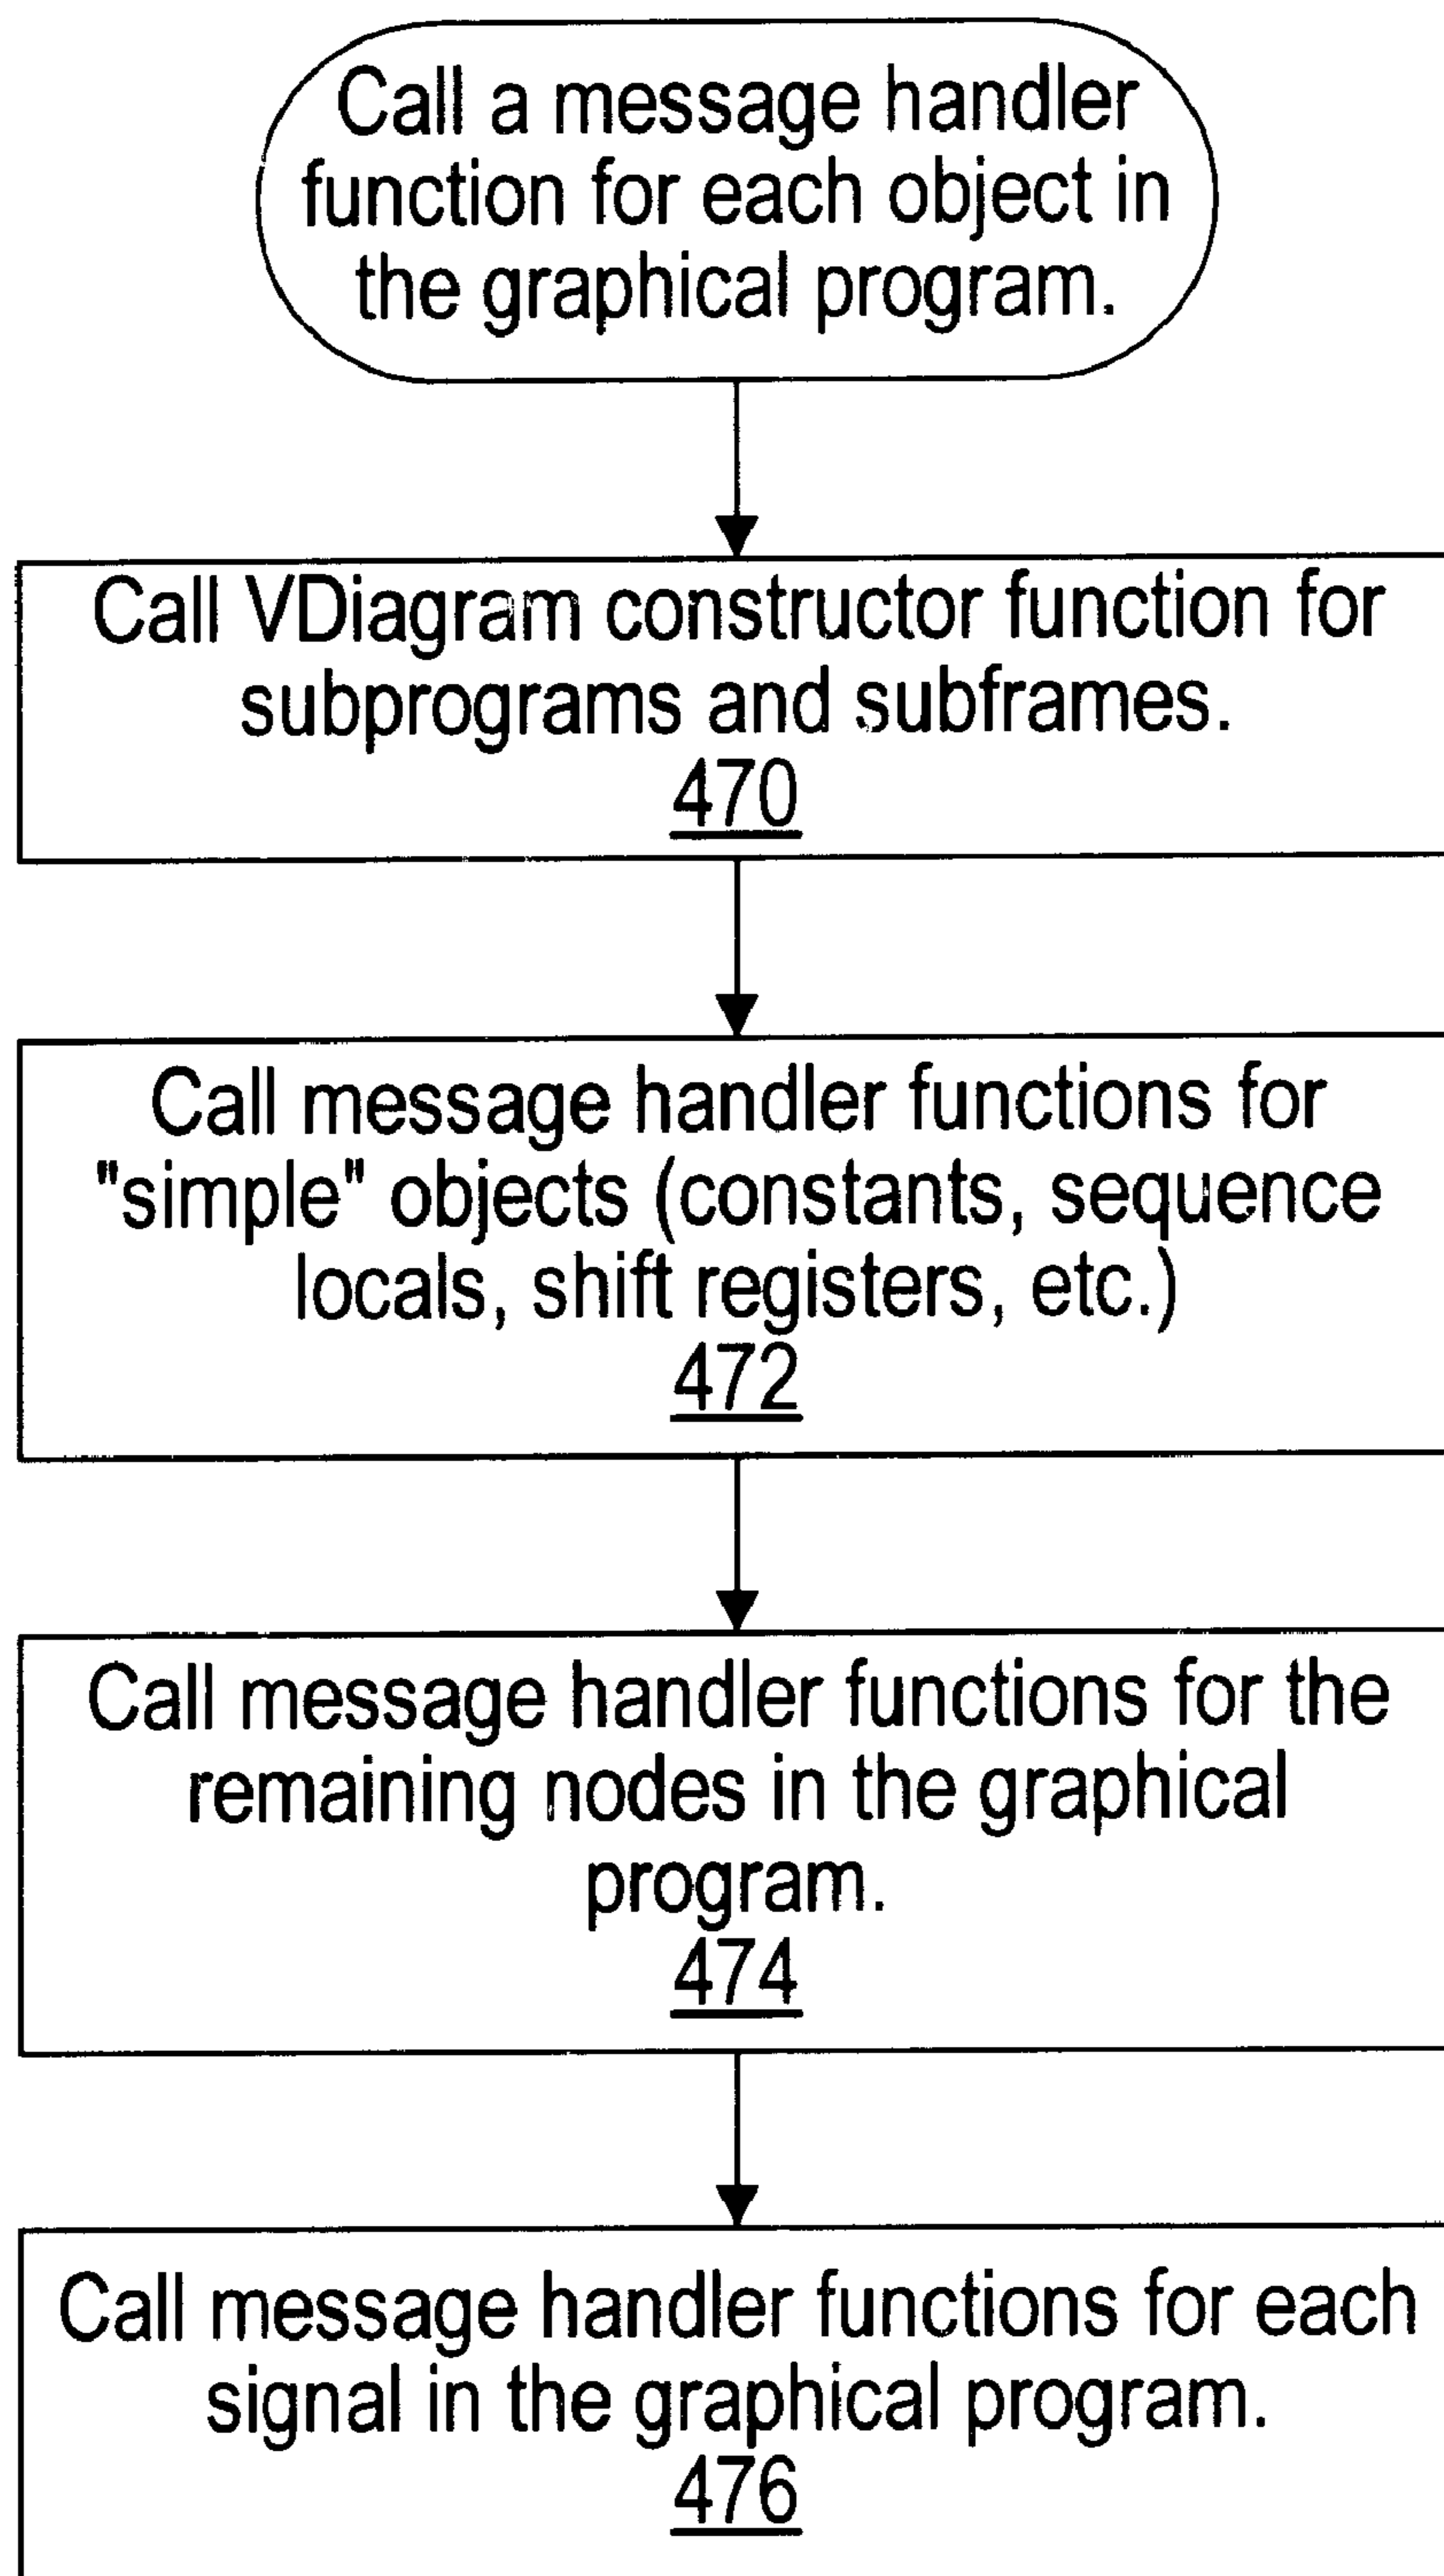 Call a message handler
function for each object in
the graphical program.
Call VDiagram constructor function for
subprograms and subframes.
470
Call message handler functions for
"simple" objects (constants, sequence
locals, shift registers, etc.)
472
Call message handler functions for the
remaining nodes in the graphical
program.
474
Call message handler functions for each
signal in the graphical program.
476